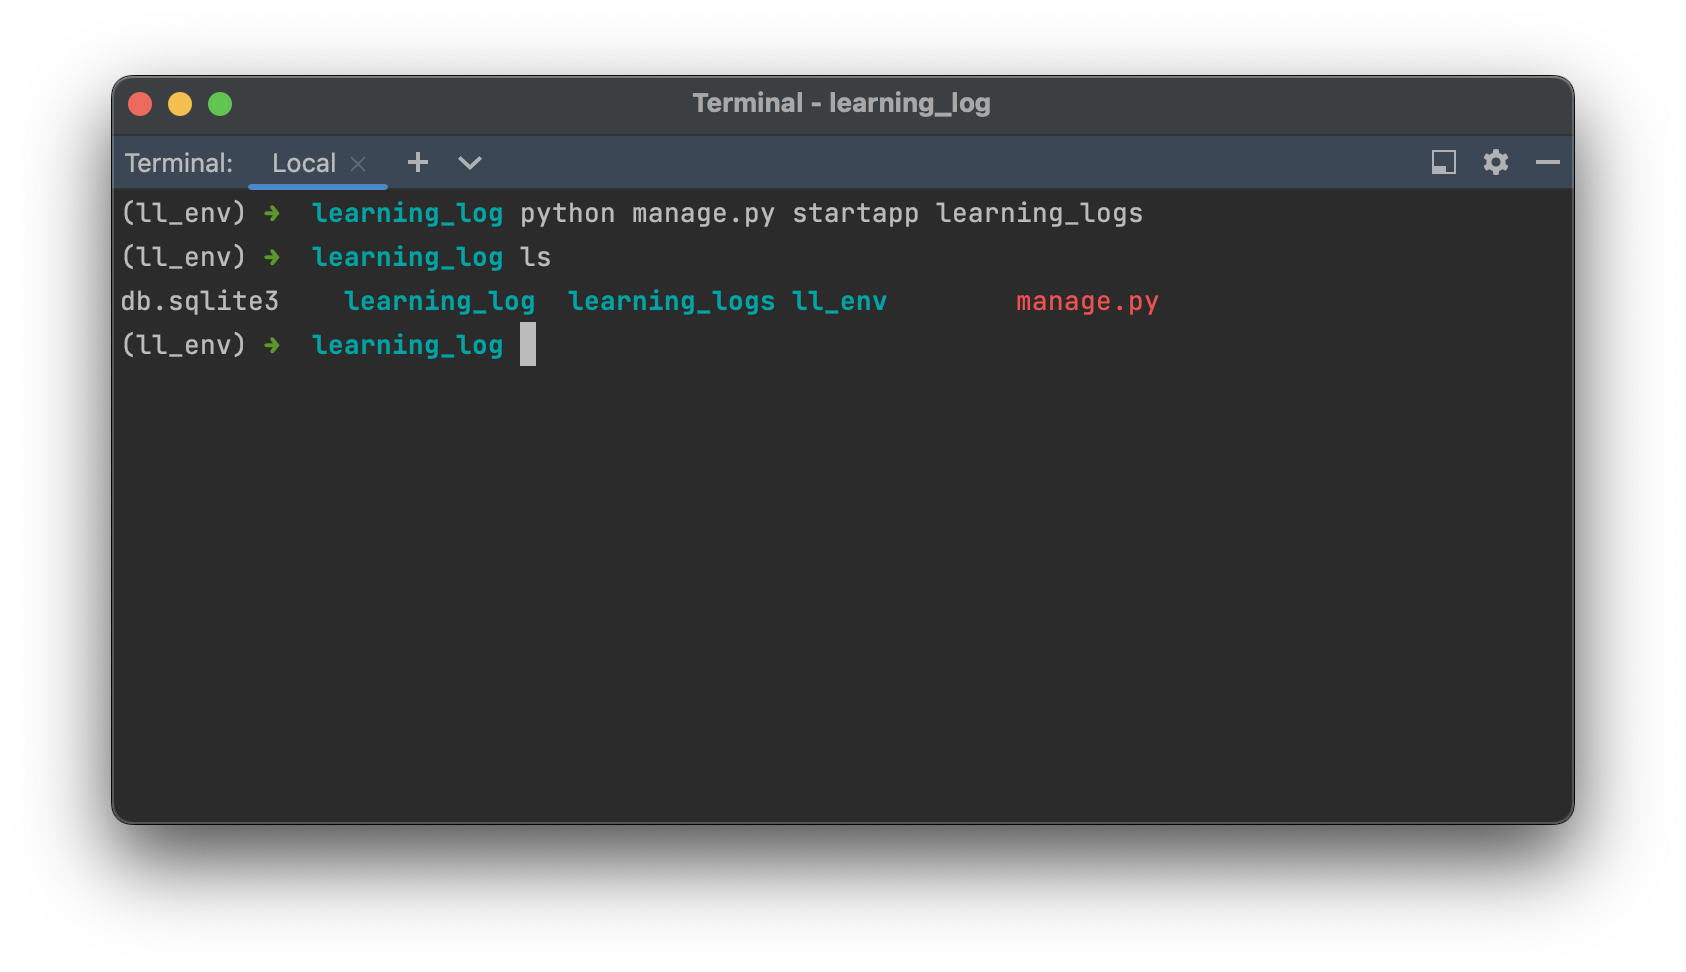 Terminal - learning_log
Terminal: Local
(ll_env) ➜ learning_log python manage.py startapp learning_logs
(ll_env) ➜ learning_log ls
db.sqlite3 learning_log learning_logs ll_env manage.py
(ll_env) ➜ learning_log